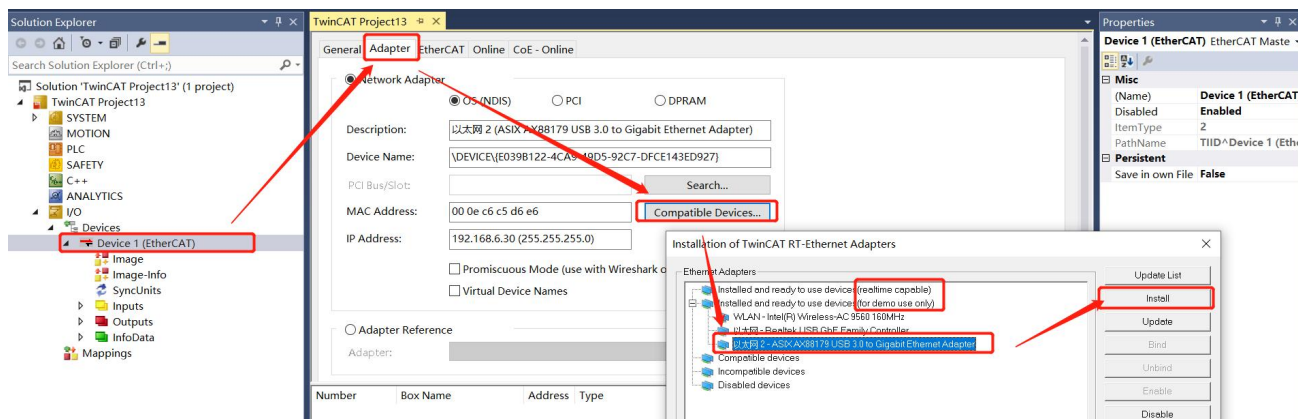 Solution Explorer
Search Solution Explorer (Ctrl+;)
Solution 'TwinCAT Project13' (1 project)
TwinCAT Project13
SYSTEM
MOTION
PLC
SAFETY
C++
ANALYTICS
I/O
Devices
Device 1 (EtherCAT)
Image
Image-Info
SyncUnits
Inputs
Outputs
InfoData
Mappings
TwinCAT Project13
General Adapter EtherCAT Online CoE - Online
Network Adapter
OS (NDIS) PCI DPRAM
Description: 以太网 2 (ASIX AX88179 USB 3.0 to Gigabit Ethernet Adapter)
Device Name: \DEVICE\{E039B122-4CA9-49D5-92C7-DFCE143ED927}
PCI Bus/Slot: Search...
MAC Address: 00 0e c6 c5 d6 e6 Compatible Devices...
IP Address: 192.168.6.30 (255.255.255.0)
Promiscuous Mode (use with Wireshark o
Virtual Device Names
Adapter Reference
Adapter:
Number Box Name Address Type
Installation of TwinCAT RT-Ethernet Adapters
Ethernet Adapters
Installed and ready to use devices (realtime capable)
Installed and ready to use devices (for demo use only)
WLAN - Intel(R) Wireless-AC 9560 160MHz
以太网 - Realtek USB GbE Family Controller
以太网 2 - ASIX AX88179 USB 3.0 to Gigabit Ethernet Adapter
Compatible devices
Incompatible devices
Disabled devices
Update List
Install
Update
Bind
Unbind
Enable
Disable
Properties
Device 1 (EtherCAT) EtherCAT Maste
Misc
(Name) Device 1 (EtherCAT
Disabled Enabled
ItemType 2
PathName TIID^Device 1 (Ethe
Persistent
Save in own File False